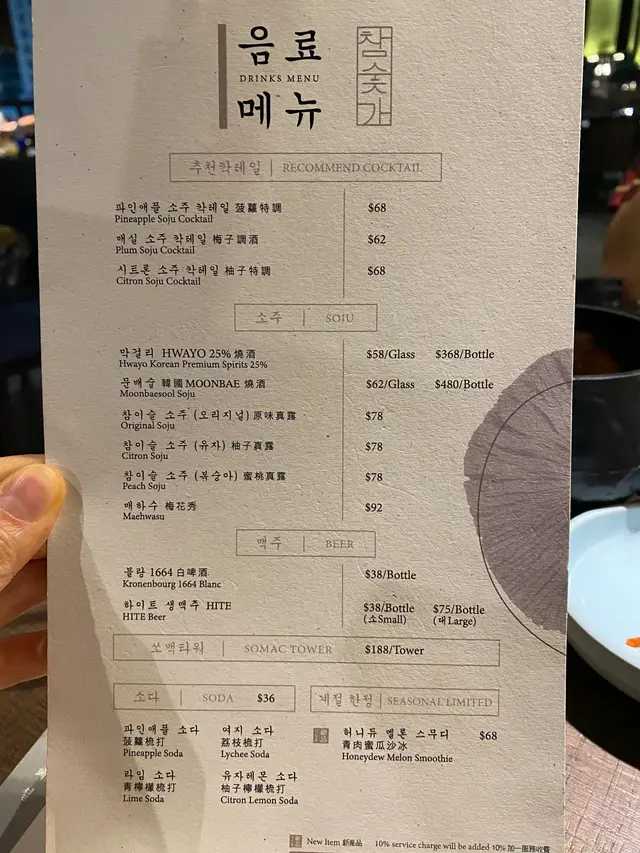 음료
DRINKS MENU
메뉴
참숯가
추천칵테일 | RECOMMEND COCKTAIL
파인애플 소주 칵테일 菠蘿特調 $68
Pineapple Soju Cocktail
매실 소주 칵테일 梅子調酒 $62
Plum Soju Cocktail
시트론 소주 칵테일 柚子特調 $68
Citron Soju Cocktail
소주 | SOJU
막걸리 HWAYO 25% 燒酒 $58/Glass $368/Bottle
Hwayo Korean Premium Spirits 25%
문배술 韓國 MOONBAE 燒酒 $62/Glass $480/Bottle
Moonbaesool Soju
참이슬 소주 (오리지널) 原味真露 $78
Original Soju
참이슬 소주 (유자) 柚子真露 $78
Citron Soju
참이슬 소주 (복숭아) 蜜桃真露 $78
Peach Soju
매하수 梅花秀 $92
Maehwasu
맥주 | BEER
블랑 1664 白啤酒 $38/Bottle
Kronenbourg 1664 Blanc
하이트 생맥주 HITE $38/Bottle $75/Bottle
HITE Beer (소Small) (대Large)
쏘맥타워 | SOMAC TOWER $188/Tower
소다 | SODA $36
파인애플 소다
菠蘿梳打
Pineapple Soda
여지 소다
荔枝梳打
Lychee Soda
라임 소다
青檸檬梳打
Lime Soda
유자레몬 소다
柚子檸檬梳打
Citron Lemon Soda
계절 한정 | SEASONAL LIMITED
허니듀 멜론 스무디 $68
青肉蜜瓜沙冰
Honeydew Melon Smoothie
New Item 新產品 10% service charge will be added 10% 加一服務收費